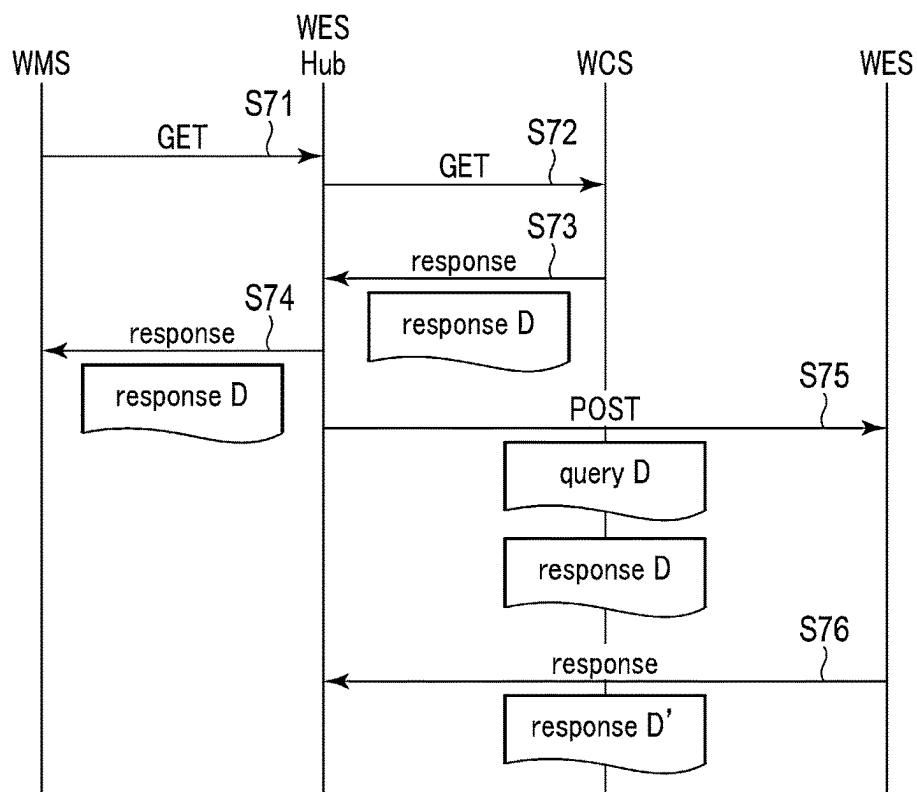 WMS
WES
Hub
WCS
WES
S71
GET
S72
GET
S73
response
response D
S74
response
response D
S75
POST
query D
response D
S76
response
response D'